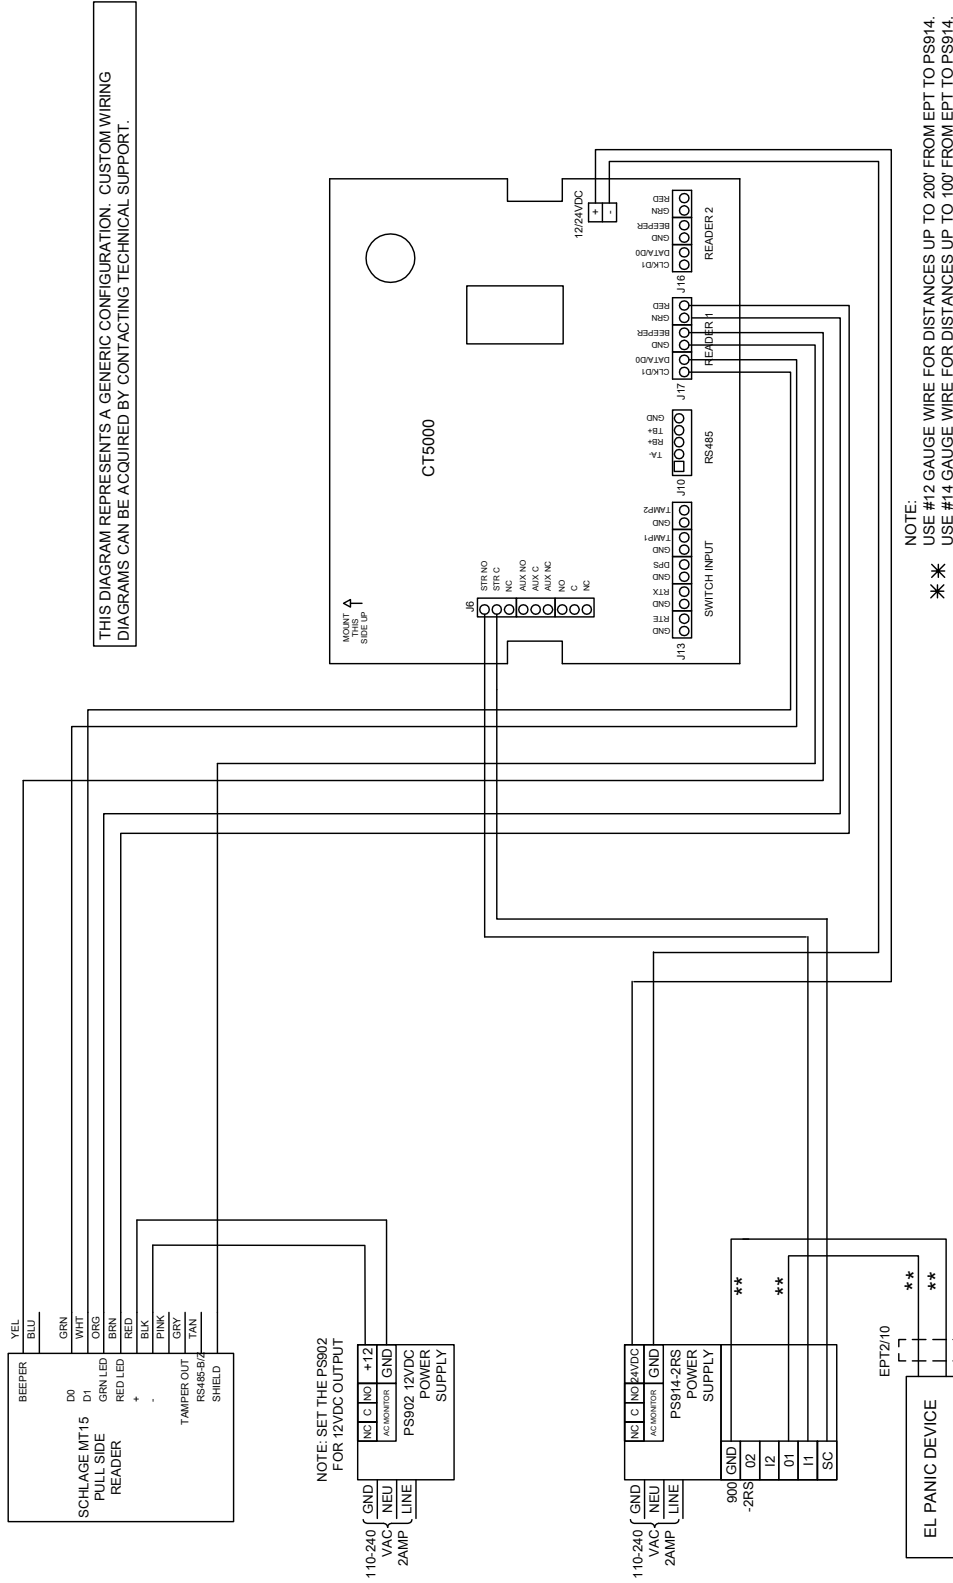 THIS DIAGRAM REPRESENTS A GENERIC CONFIGURATION. CUSTOM WIRING
DIAGRAMS CAN BE ACQUIRED BY CONTACTING TECHNICAL SUPPORT.
YEL
BLU
GRN
WHT
ORG
BRN
RED
BLK
PINK
GRY
TAN
BEEPER
D0
D1
GRN LED
RED LED
+
-
TAMPER OUT
RS485-B/Z
SHIELD
SCHLAGE MT15
PULL SIDE
READER
NOTE: SET THE PS902
FOR 12VDC OUTPUT
GND
NEU
LINE
110-240
VAC
2AMP
NC
C
NO
+12
AC MONITOR
GND
PS902 12VDC
POWER
SUPPLY
GND
NEU
LINE
110-240
VAC
2AMP
NC
C
NO
24VDC
AC MONITOR
GND
PS914-2RS
POWER
SUPPLY
900
-2RS
GND
02
I2
01
I1
SC
**
**
**
**
EPT2/10
EL PANIC DEVICE
MOUNT
THIS
SIDE UP
CT5000
J6
STR NO
STR C
NC
AUX NO
AUX C
AUX NC
NO
C
NC
J13
GND
RTE
GND
RTX
GND
DPS
GND
TAMP1
GND
TAMP2
SWITCH INPUT
J10
TA-
RB+
TB+
GND
RS485
J17
CLK/D1
DATA/D0
GND
BEEPER
GRN
RED
READER 1
J16
CLK/D1
DATA/D0
GND
BEEPER
GRN
RED
READER 2
12/24VDC
+
-
NOTE:
** USE #12 GAUGE WIRE FOR DISTANCES UP TO 200' FROM EPT TO PS914.
USE #14 GAUGE WIRE FOR DISTANCES UP TO 100' FROM EPT TO PS914.